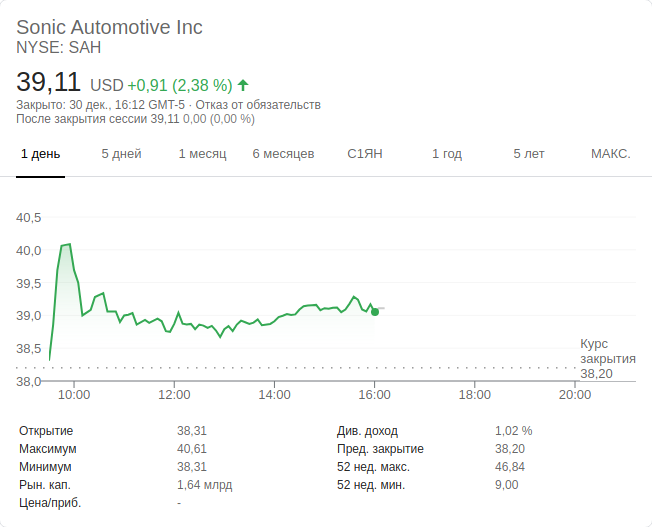 Sonic Automotive Inc
NYSE: SAH
39,11 USD +0,91 (2,38 %)
Закрыто: 30 дек., 16:12 GMT-5 · Отказ от обязательств
После закрытия сессии 39,11 0,00 (0,00 %)
1 день 5 дней 1 месяц 6 месяцев С1ЯН 1 год 5 лет МАКС.
40,5
40,0
39,5
39,0
38,5
38,0
Курс
закрытия
38,20
10:00 12:00 14:00 16:00 18:00 20:00
Открытие 38,31 Див. доход 1,02 %
Максимум 40,61 Пред. закрытие 38,20
Минимум 38,31 52 нед. макс. 46,84
Рын. кап. 1,64 млрд 52 нед. мин. 9,00
Цена/приб. -